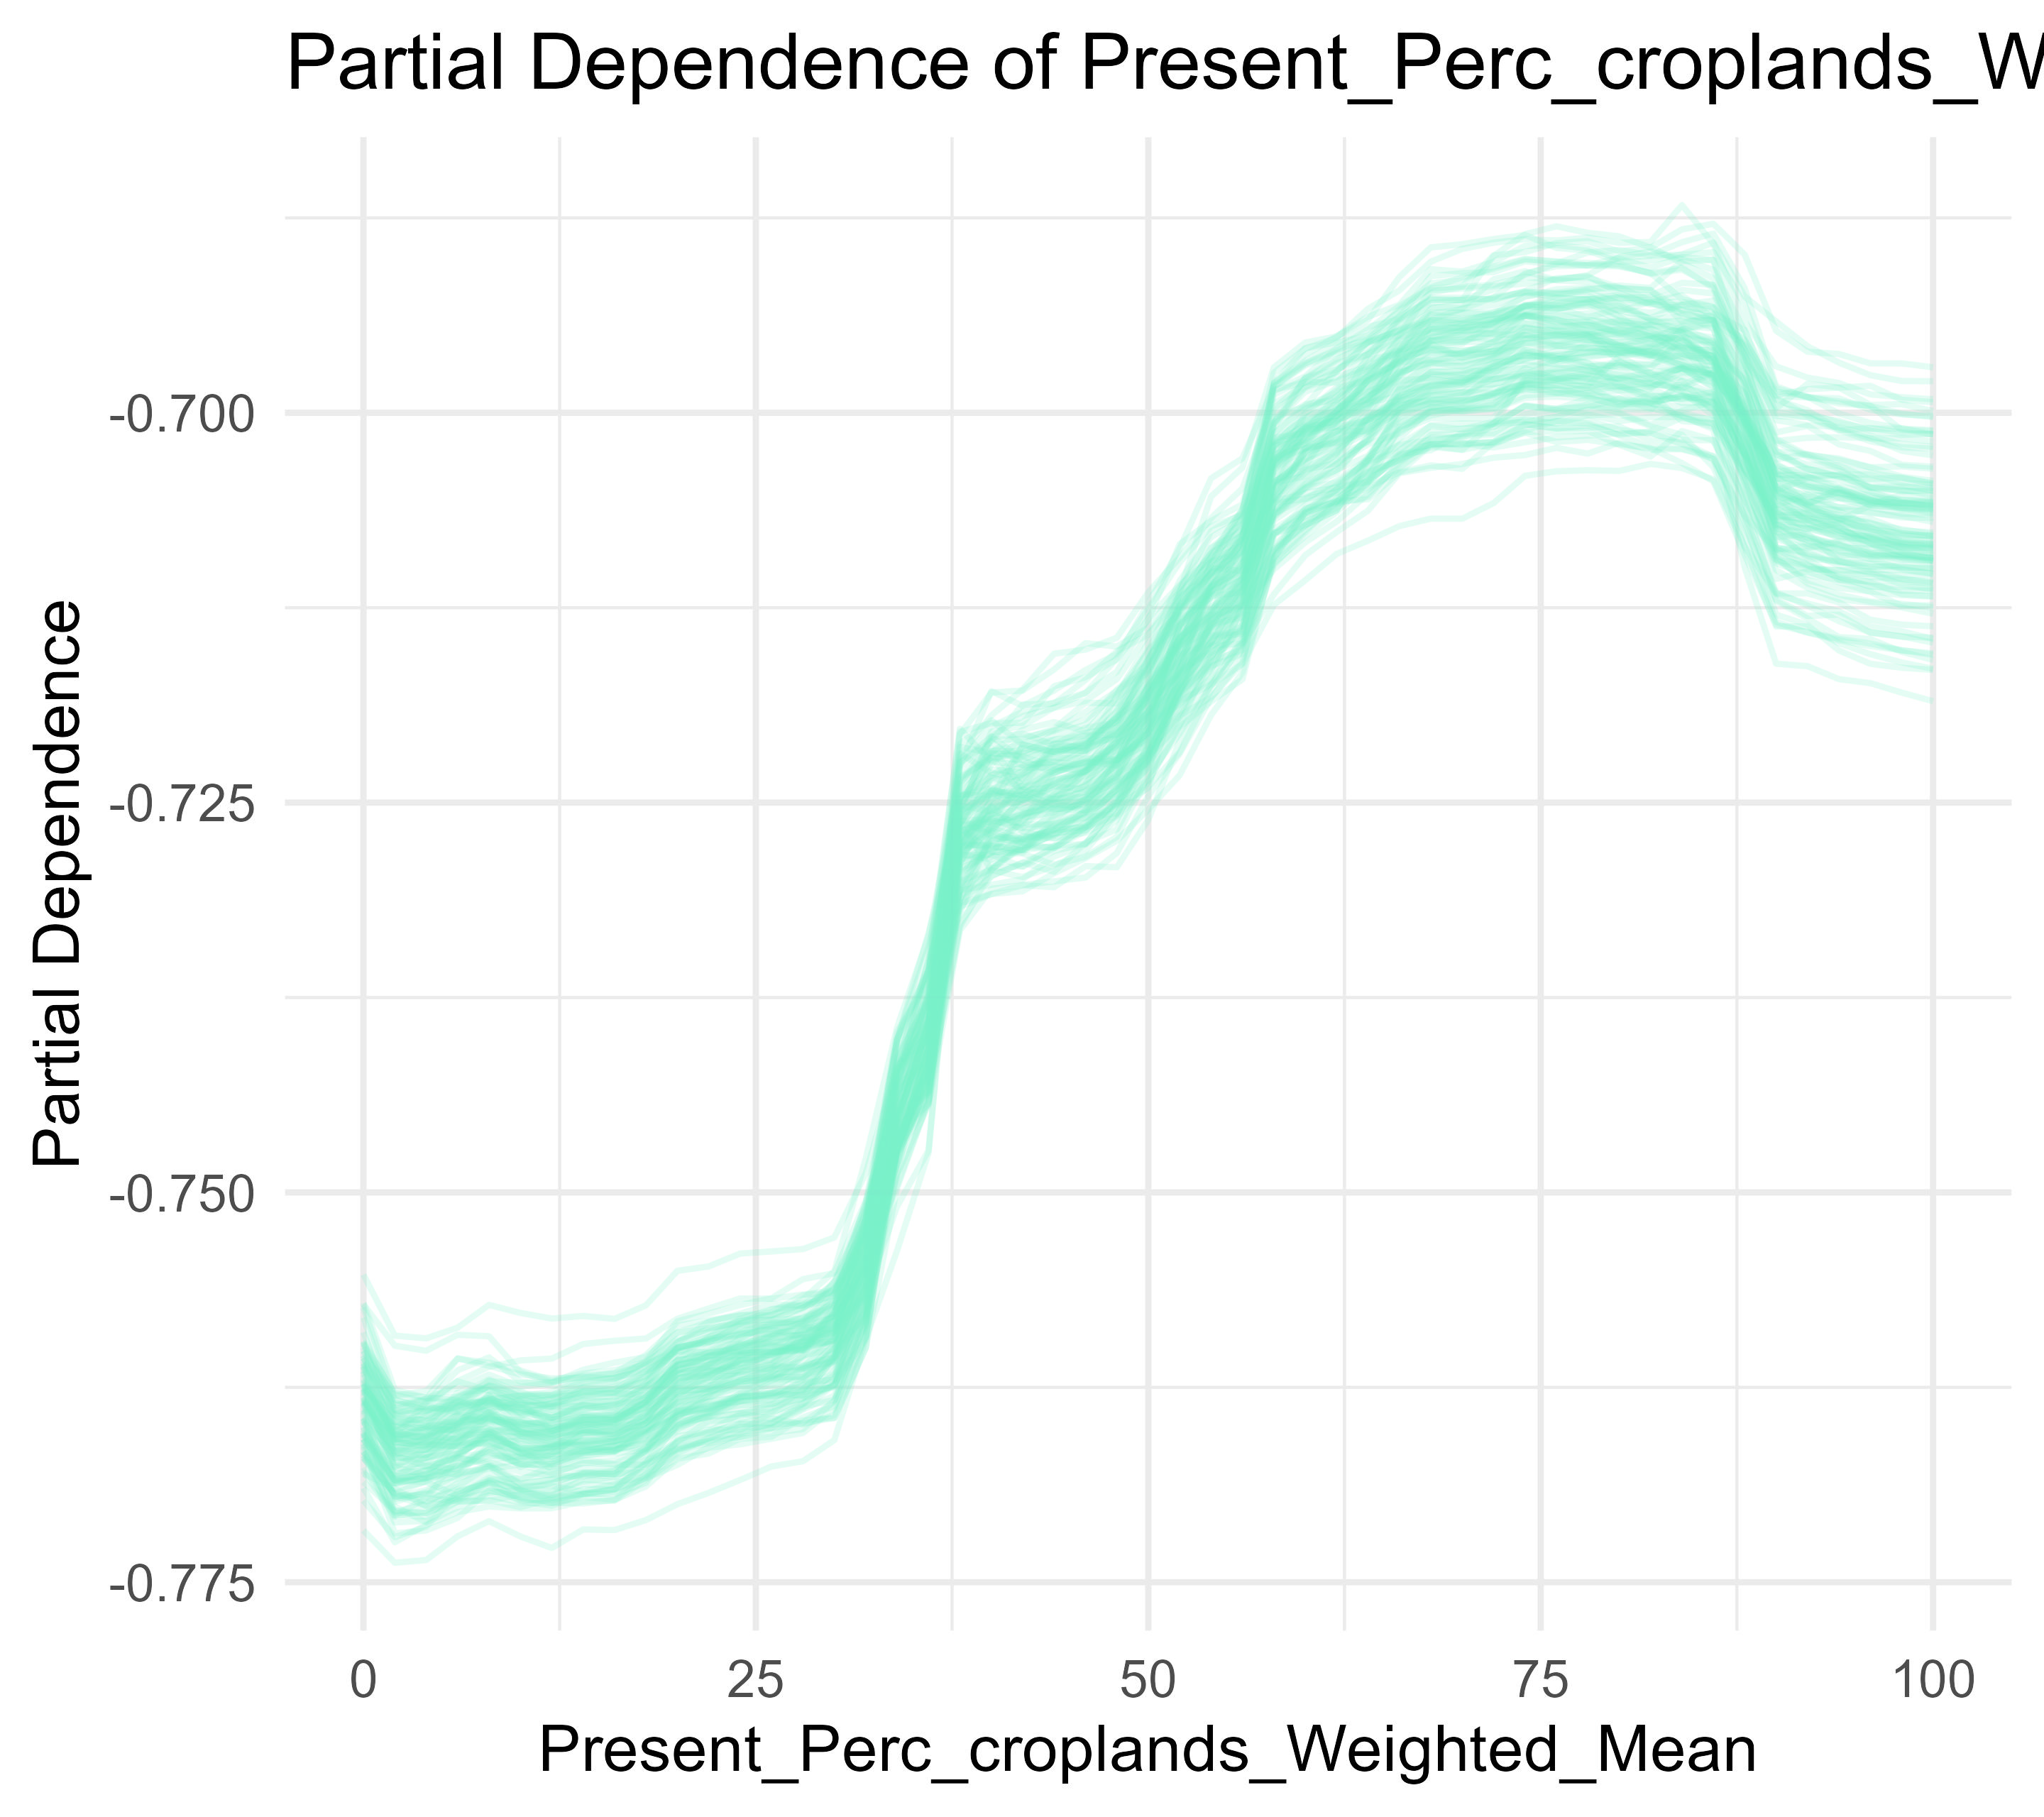 Partial Dependence of Present_Perc_croplands_W
Partial Dependence
-0.700
-0.725
-0.750
-0.775
0 25 50 75 100
Present_Perc_croplands_Weighted_Mean